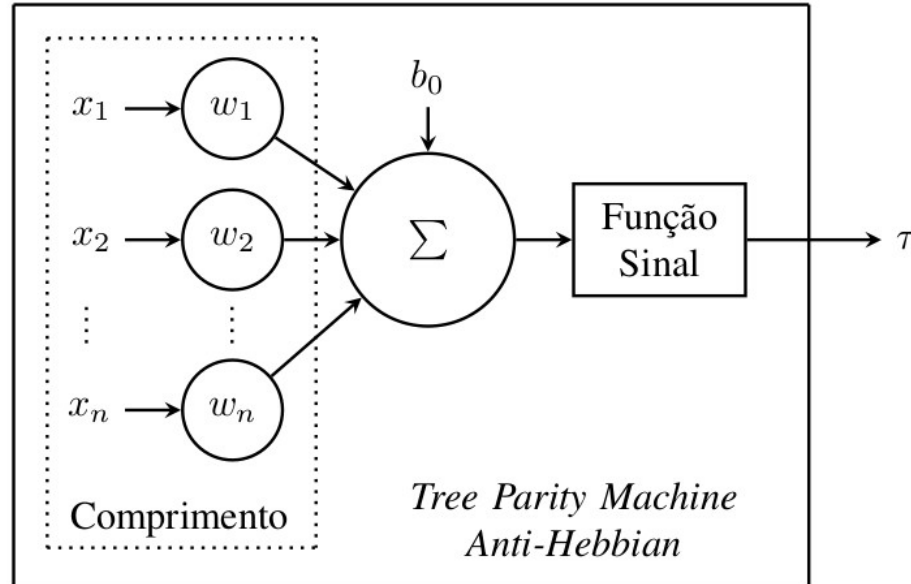 b₀
x₁ w₁
x₂ w₂
∑
Função
Sinal
τ
⋮ ⋮
xₙ wₙ
Comprimento
Tree Parity Machine
Anti-Hebbian